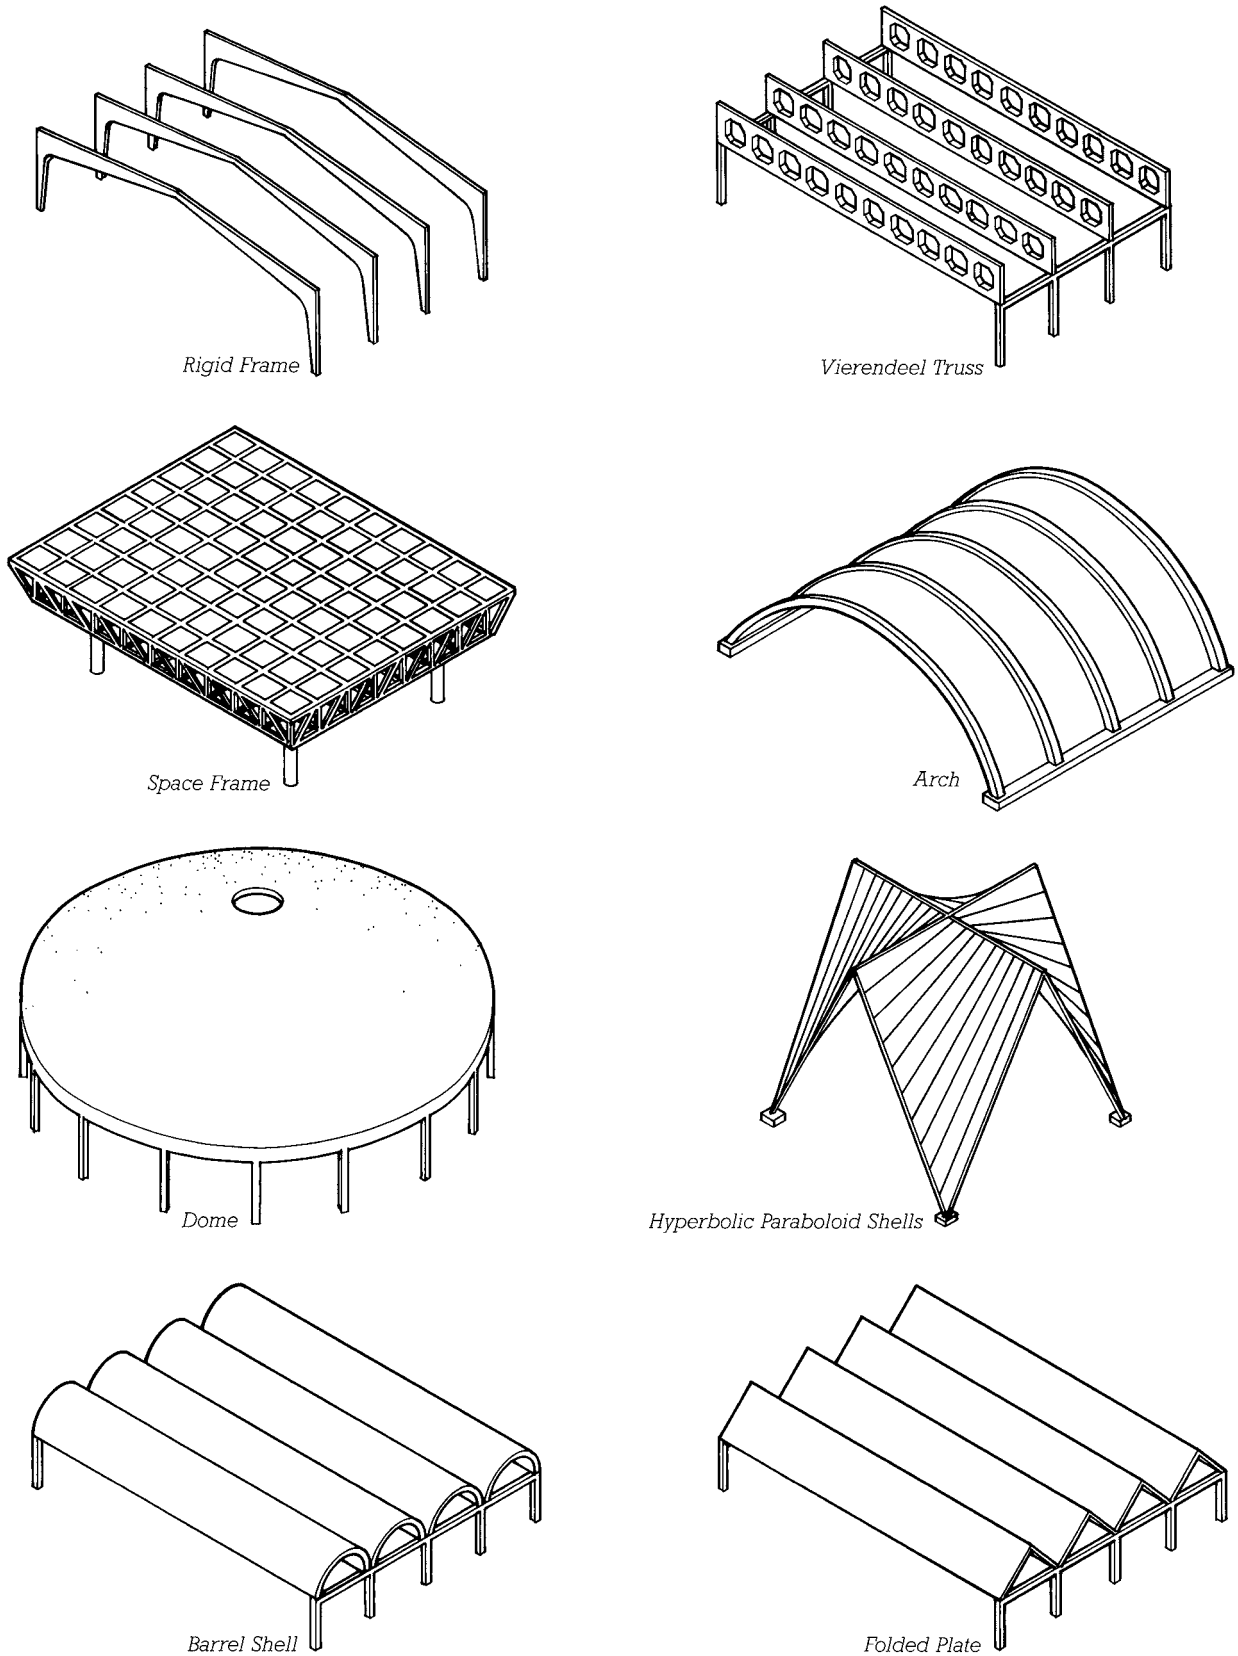 Rigid Frame
Vierendeel Truss
Space Frame
Arch
Dome
Hyperbolic Paraboloid Shells
Barrel Shell
Folded Plate